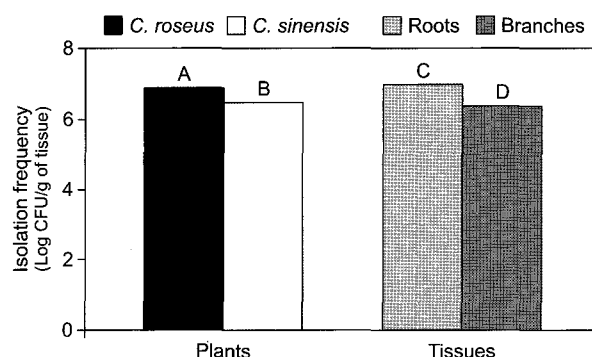 C. roseus C. sinensis Roots Branches
8
6
4
2
0
Isolation frequency
(Log CFU/g of tissue)
A
B
C
D
Plants Tissues